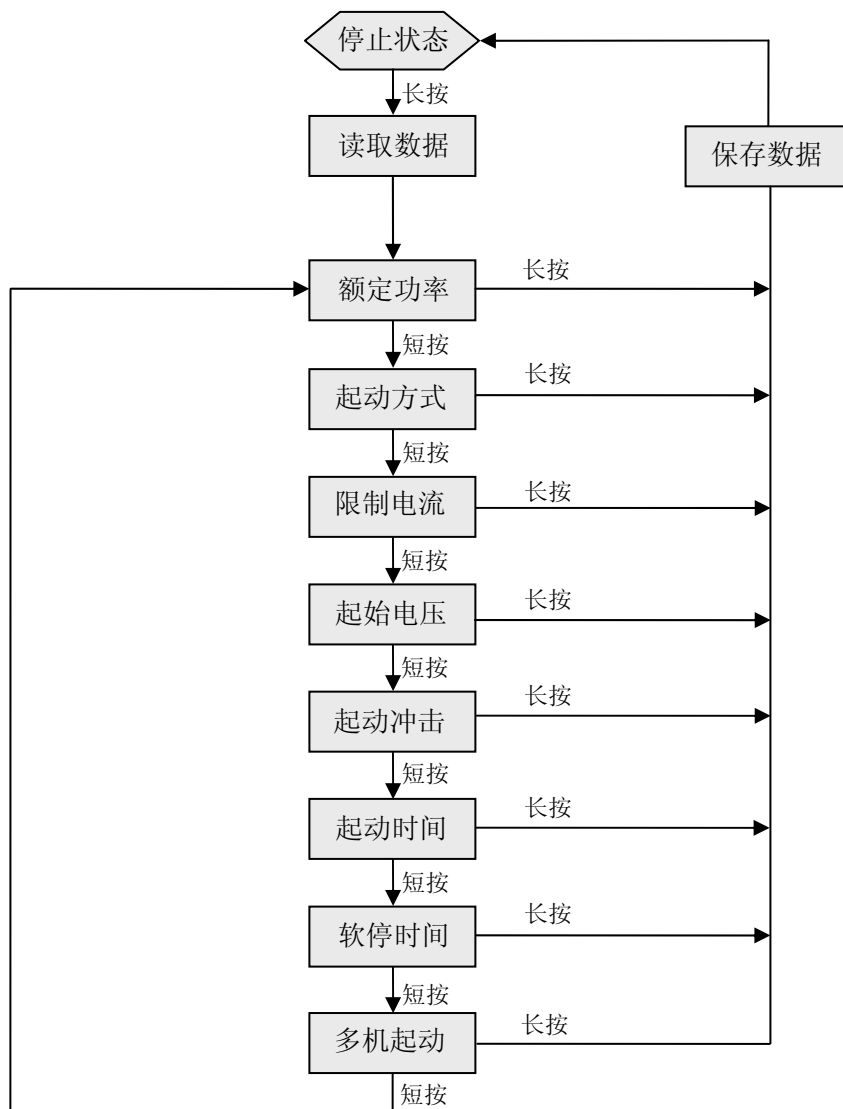 停止状态
长按
读取数据
保存数据
额定功率
长按
短按
起动方式
长按
短按
限制电流
长按
短按
起始电压
长按
短按
起动冲击
长按
短按
起动时间
长按
短按
软停时间
长按
短按
多机起动
长按
短按